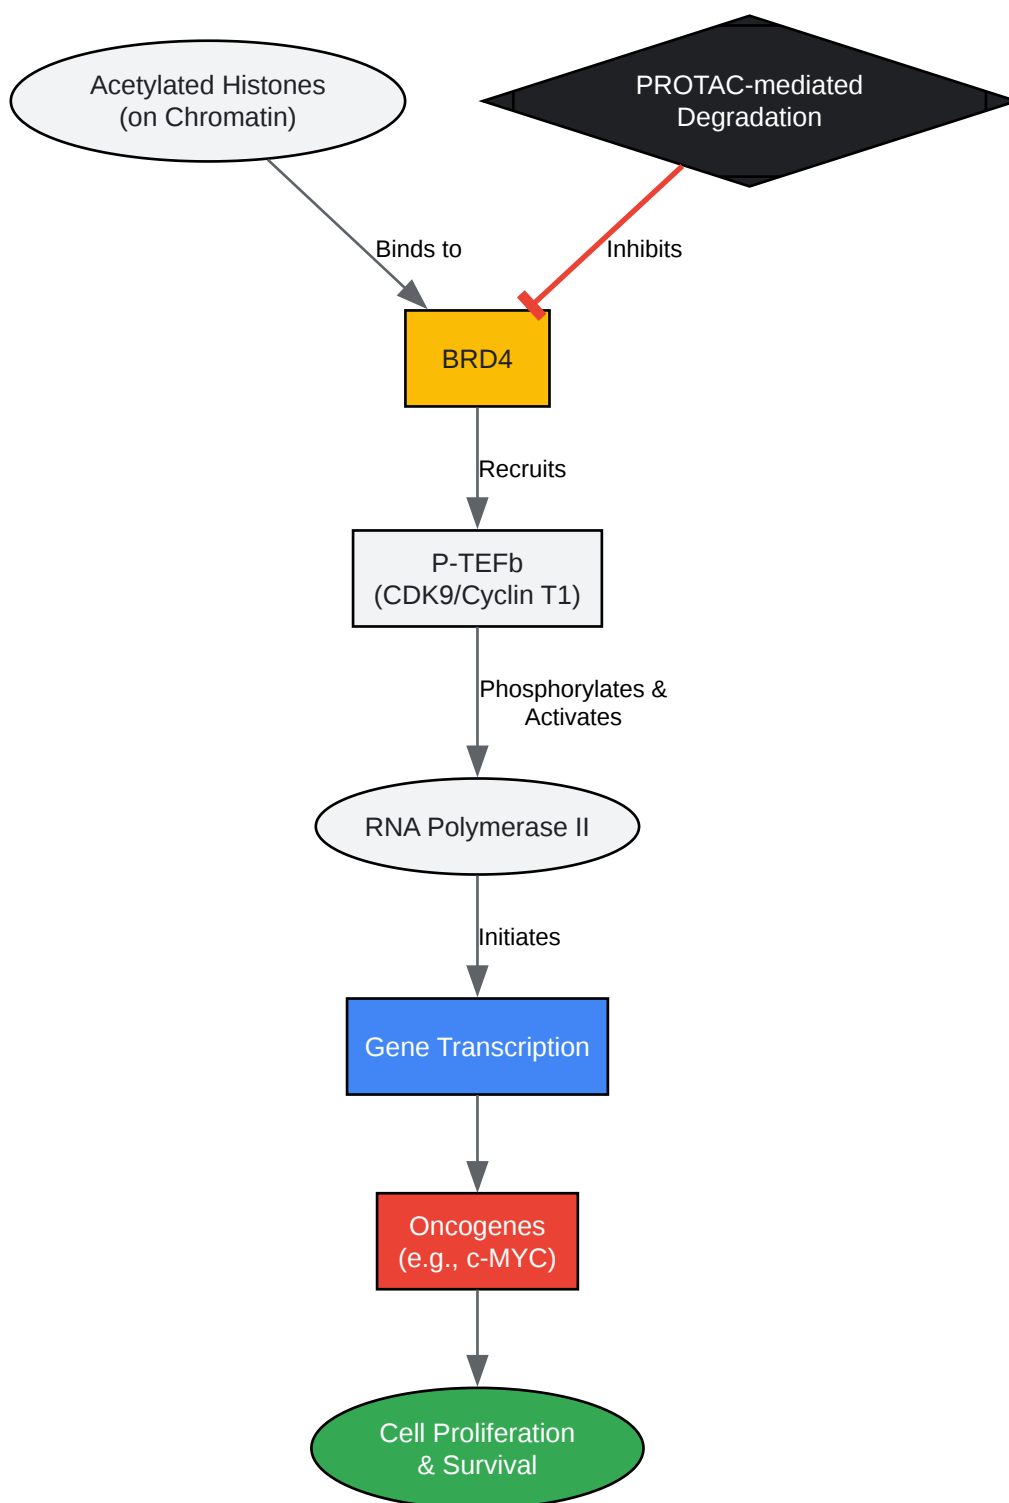 Acetylated Histones
(on Chromatin)
PROTAC-mediated
Degradation
Binds to
Inhibits
BRD4
Recruits
P-TEFb
(CDK9/Cyclin T1)
Phosphorylates &
Activates
RNA Polymerase II
Initiates
Gene Transcription
Oncogenes
(e.g., c-MYC)
Cell Proliferation
& Survival